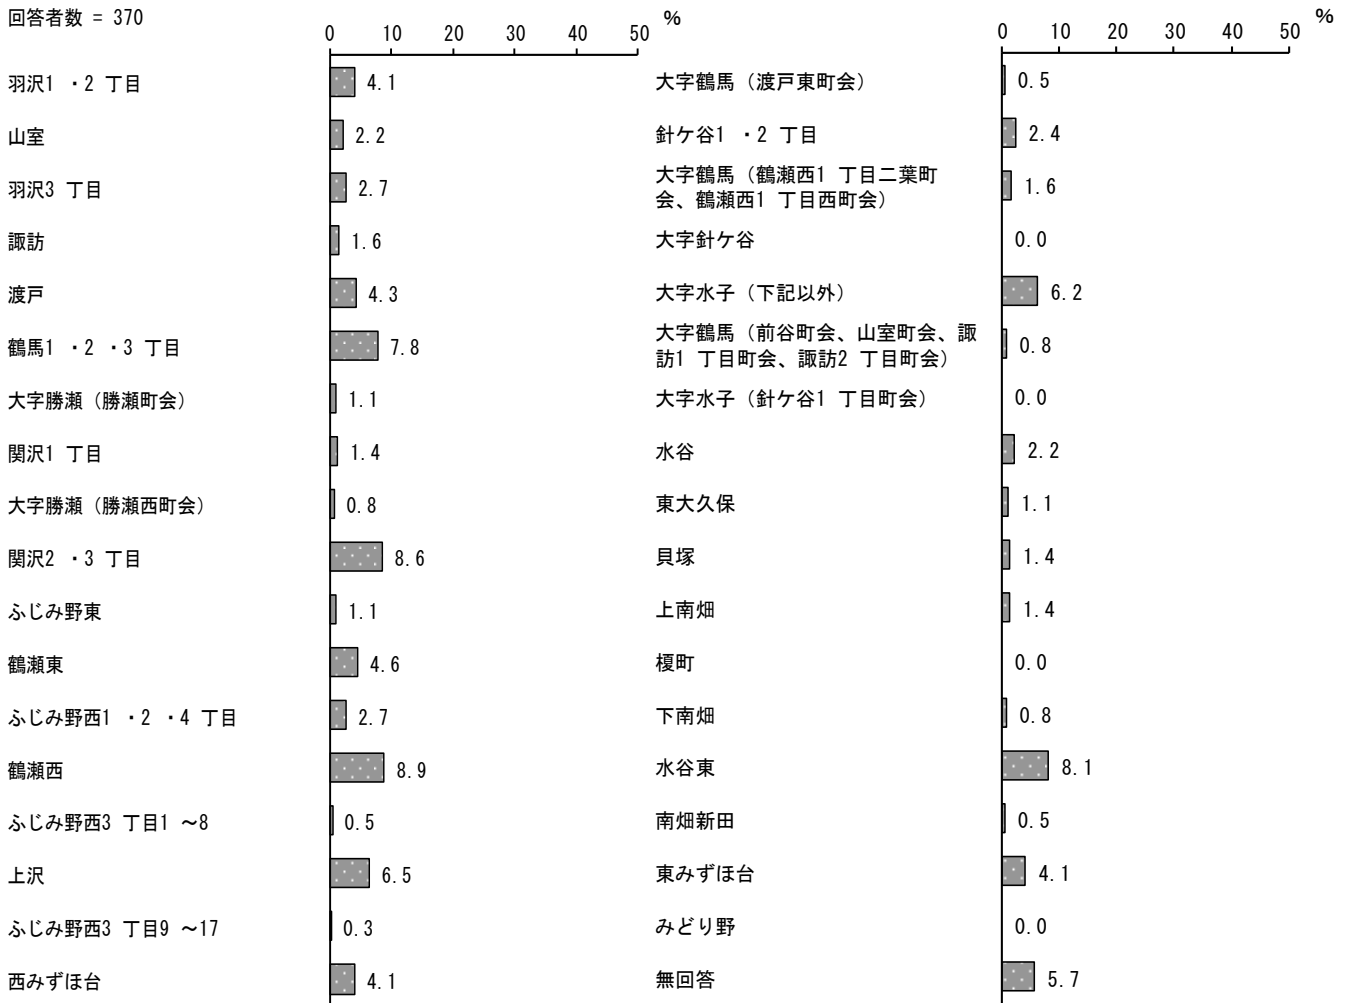 回答者数 = 370
%
0 10 20 30 40 50
羽沢1 ・2 丁目 4.1
山室 2.2
羽沢3 丁目 2.7
諏訪 1.6
渡戸 4.3
鶴馬1 ・2 ・3 丁目 7.8
大字勝瀬（勝瀬町会） 1.1
関沢1 丁目 1.4
大字勝瀬（勝瀬西町会） 0.8
関沢2 ・3 丁目 8.6
ふじみ野東 1.1
鶴瀬東 4.6
ふじみ野西1 ・2 ・4 丁目 2.7
鶴瀬西 8.9
ふじみ野西3 丁目1 ～8 0.5
上沢 6.5
ふじみ野西3 丁目9 ～17 0.3
西みずほ台 4.1
%
0 10 20 30 40 50
大字鶴馬（渡戸東町会） 0.5
針ケ谷1 ・2 丁目 2.4
大字鶴馬（鶴瀬西1 丁目二葉町
会、鶴瀬西1 丁目西町会） 1.6
大字針ケ谷 0.0
大字水子（下記以外） 6.2
大字鶴馬（前谷町会、山室町会、諏
訪1 丁目町会、諏訪2 丁目町会） 0.8
大字水子（針ケ谷1 丁目町会） 0.0
水谷 2.2
東大久保 1.1
貝塚 1.4
上南畑 1.4
榎町 0.0
下南畑 0.8
水谷東 8.1
南畑新田 0.5
東みずほ台 4.1
みどり野 0.0
無回答 5.7